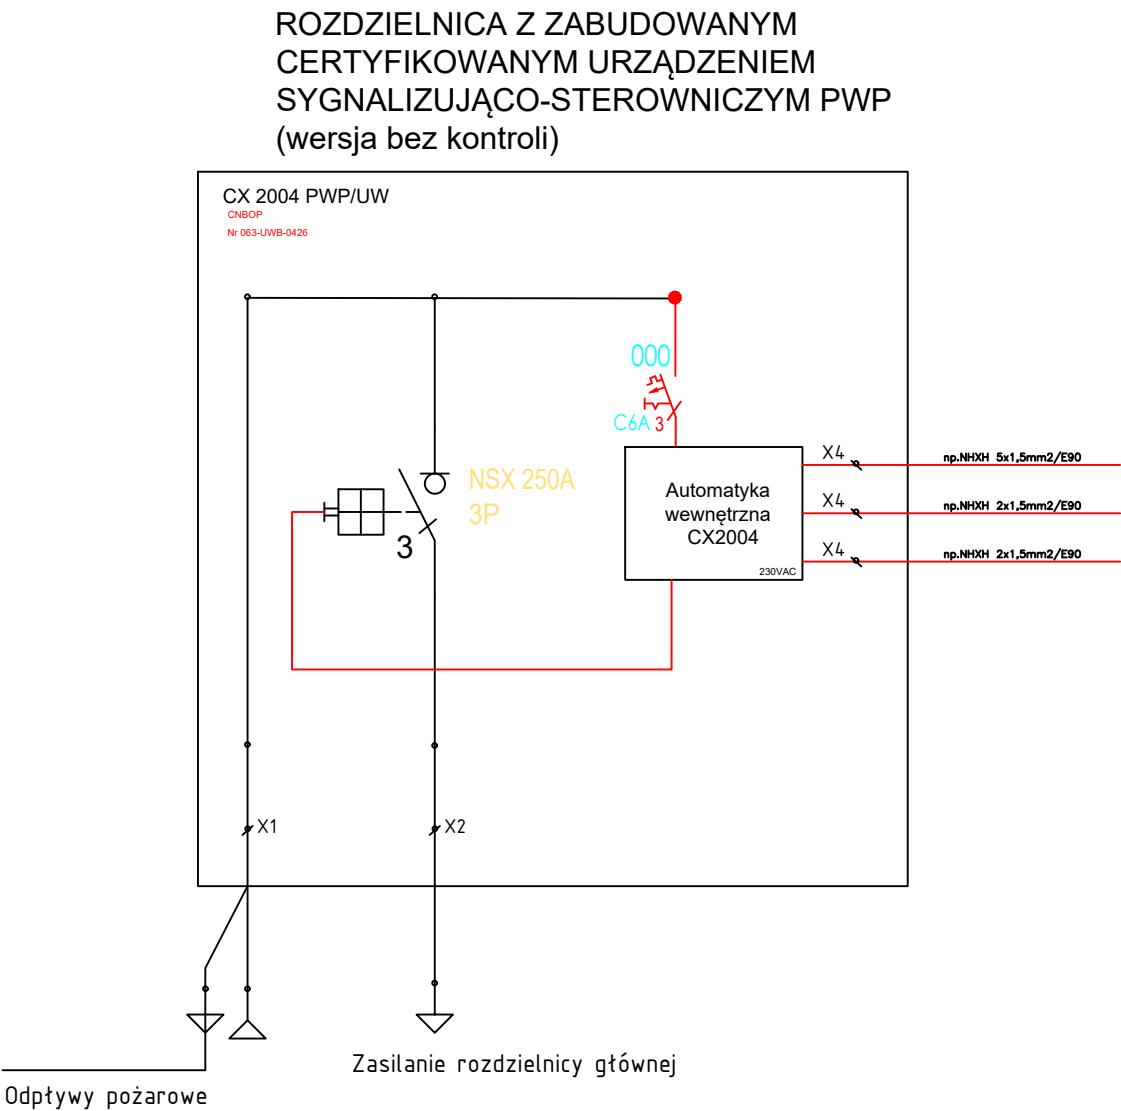 ROZDZIELNICA Z ZABUDOWANYM
CERTYFIKOWANYM URZĄDZENIEM
SYGNALIZUJĄCO-STEROWNICZYM PWP
(wersja bez kontroli)
CX 2004 PWP/UW
CNBOP
Nr 063-UWB-0426
000
C6A 3
NSX 250A
3P
3
Automatyka
wewnętrzna
CX2004
230VAC
X4
np.NHXH 5x1,5mm2/E90
X4
np.NHXH 2x1,5mm2/E90
X4
np.NHXH 2x1,5mm2/E90
X1
X2
Zasilanie rozdzielnicy głównej
Odpływy pożarowe